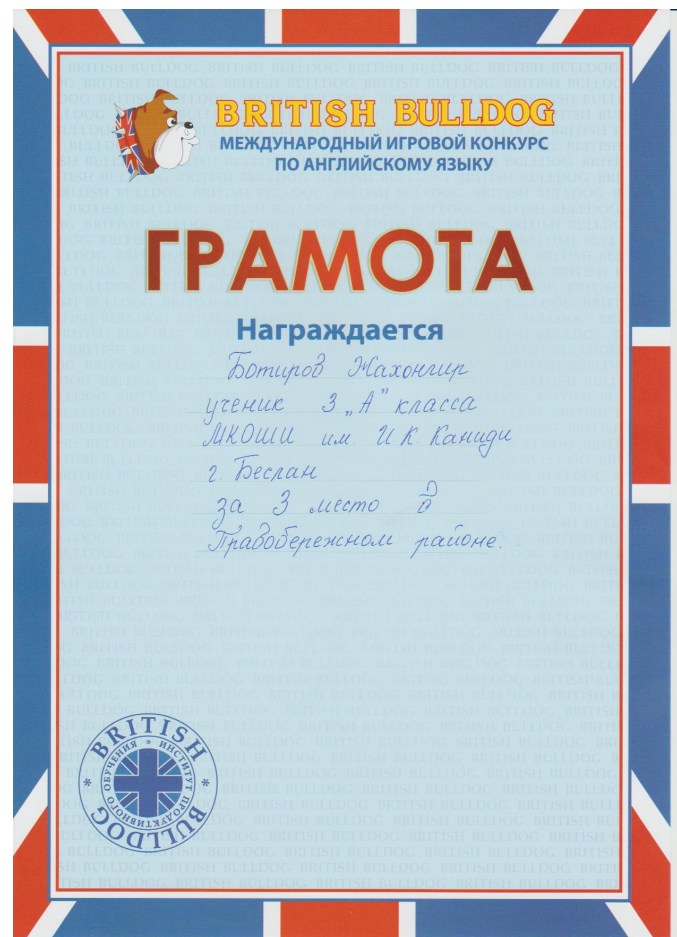 BRITISH BULLDOG
МЕЖДУНАРОДНЫЙ ИГРОВОЙ КОНКУРС
ПО АНГЛИЙСКОМУ ЯЗЫКУ
ГРАМОТА
Награждается
Ботиров Жахонгир
ученик 3 „А" класса
МКОШИ им. И К Каниди
г. Беслан
за 3 место в
Правобережном районе.
BRITISH BULLDOG
ИНСТИТУТ ПРОДУКТИВНОГО ОБУЧЕНИЯ